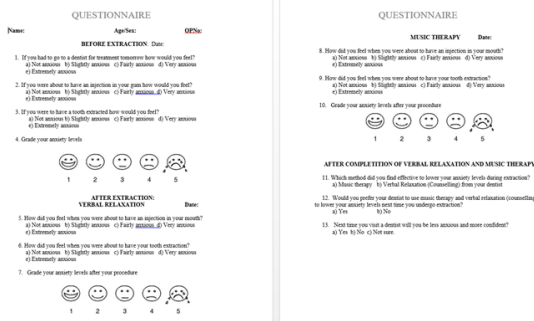 QUESTIONNAIRE
Name: Age/Sex: OPNo:
BEFORE EXTRACTION: Date:
1. If you had to go to a dentist for treatment tomorrow how would you feel?
a) Not anxious b) Slightly anxious c) Fairly anxious d) Very anxious
e) Extremely anxious
2. If you were about to have an injection in your gum how would you feel?
a) Not anxious b) Slightly anxious c) Fairly anxious d) Very anxious
e) Extremely anxious
3. If you were to have a tooth extracted how would you feel?
a) Not anxious b) Slightly anxious c) Fairly anxious d) Very anxious
e) Extremely anxious
4. Grade your anxiety levels
1 2 3 4 5
AFTER EXTRACTION:
VERBAL RELAXATION Date:
5. How did you feel when you were about to have an injection in your mouth?
a) Not anxious b) Slightly anxious c) Fairly anxious d) Very anxious
e) Extremely anxious
6. How did you feel when you were about to have your tooth extraction?
a) Not anxious b) Slightly anxious c) Fairly anxious d) Very anxious
e) Extremely anxious
7. Grade your anxiety levels after your procedure
1 2 3 4 5
QUESTIONNAIRE
MUSIC THERAPY Date:
8. How did you feel when you were about to have an injection in your mouth?
a) Not anxious b) Slightly anxious c) Fairly anxious d) Very anxious
e) Extremely anxious
9. How did you feel when you were about to have your tooth extraction?
a) Not anxious b) Slightly anxious c) Fairly anxious d) Very anxious
e) Extremely anxious
10. Grade your anxiety levels after your procedure
1 2 3 4 5
AFTER COMPLETITION OF VERBAL RELAXATION AND MUSIC THERAPY
11. Which method did you find effective to lower your anxiety levels during extraction?
a) Music therapy b) Verbal Relaxation (Counselling) from your dentist
12. Would you prefer your dentist to use music therapy and verbal relaxation (counselling
to lower your anxiety levels next time you undergo extraction?
a) Yes b) No
13. Next time you visit a dentist will you be less anxious and more confident?
a) Yes b) No c) Not sure.